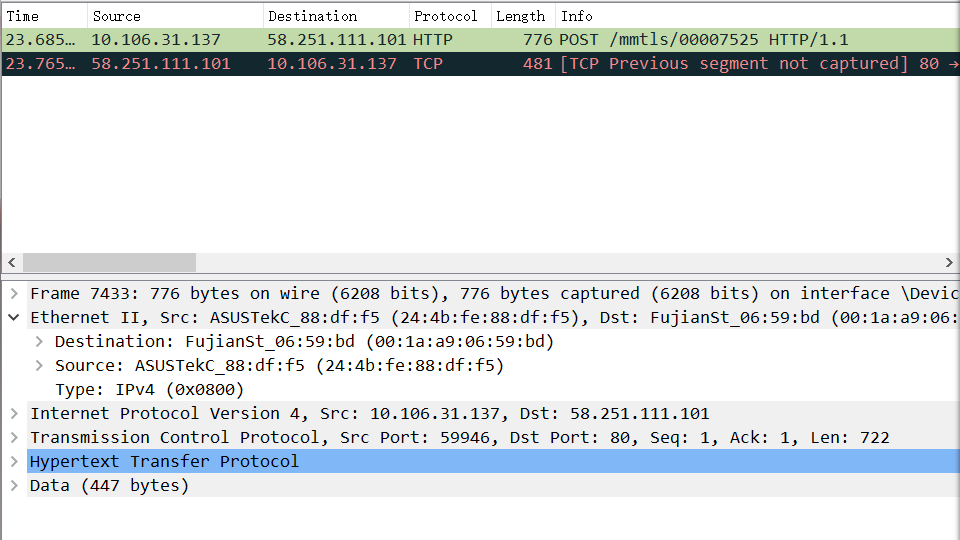 Time Source Destination Protocol Length Info
23.685… 10.106.31.137 58.251.111.101 HTTP 776 POST /mmtls/00007525 HTTP/1.1
23.765… 58.251.111.101 10.106.31.137 TCP 481 [TCP Previous segment not captured] 80 →
Frame 7433: 776 bytes on wire (6208 bits), 776 bytes captured (6208 bits) on interface \Devic
Ethernet II, Src: ASUSTekC_88:df:f5 (24:4b:fe:88:df:f5), Dst: FujianSt_06:59:bd (00:1a:a9:06:
Destination: FujianSt_06:59:bd (00:1a:a9:06:59:bd)
Source: ASUSTekC_88:df:f5 (24:4b:fe:88:df:f5)
Type: IPv4 (0x0800)
Internet Protocol Version 4, Src: 10.106.31.137, Dst: 58.251.111.101
Transmission Control Protocol, Src Port: 59946, Dst Port: 80, Seq: 1, Ack: 1, Len: 722
Hypertext Transfer Protocol
Data (447 bytes)